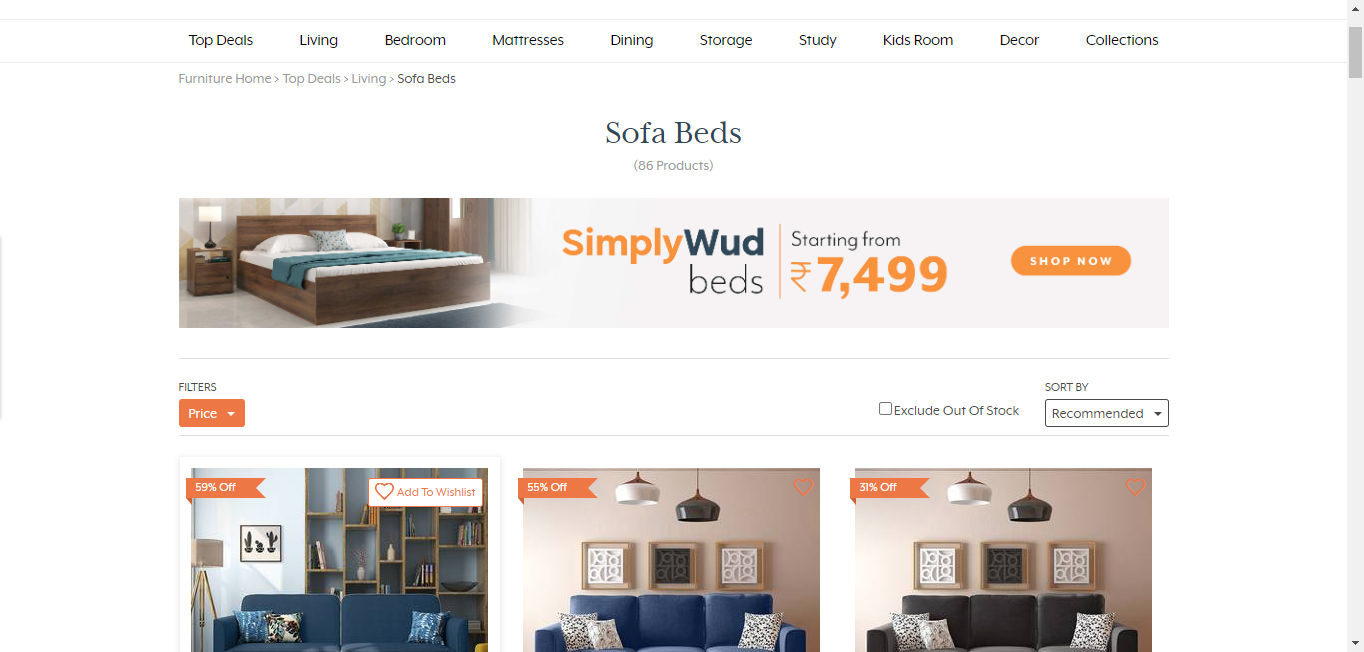 Top Deals Living Bedroom Mattresses Dining Storage Study Kids Room Decor Collections
Furniture Home > Top Deals > Living > Sofa Beds
Sofa Beds
(86 Products)
SimplyWud
beds
Starting from
₹7,499
SHOP NOW
FILTERS
Price
Exclude Out Of Stock
SORT BY
Recommended
59% Off
Add To Wishlist
55% Off
31% Off